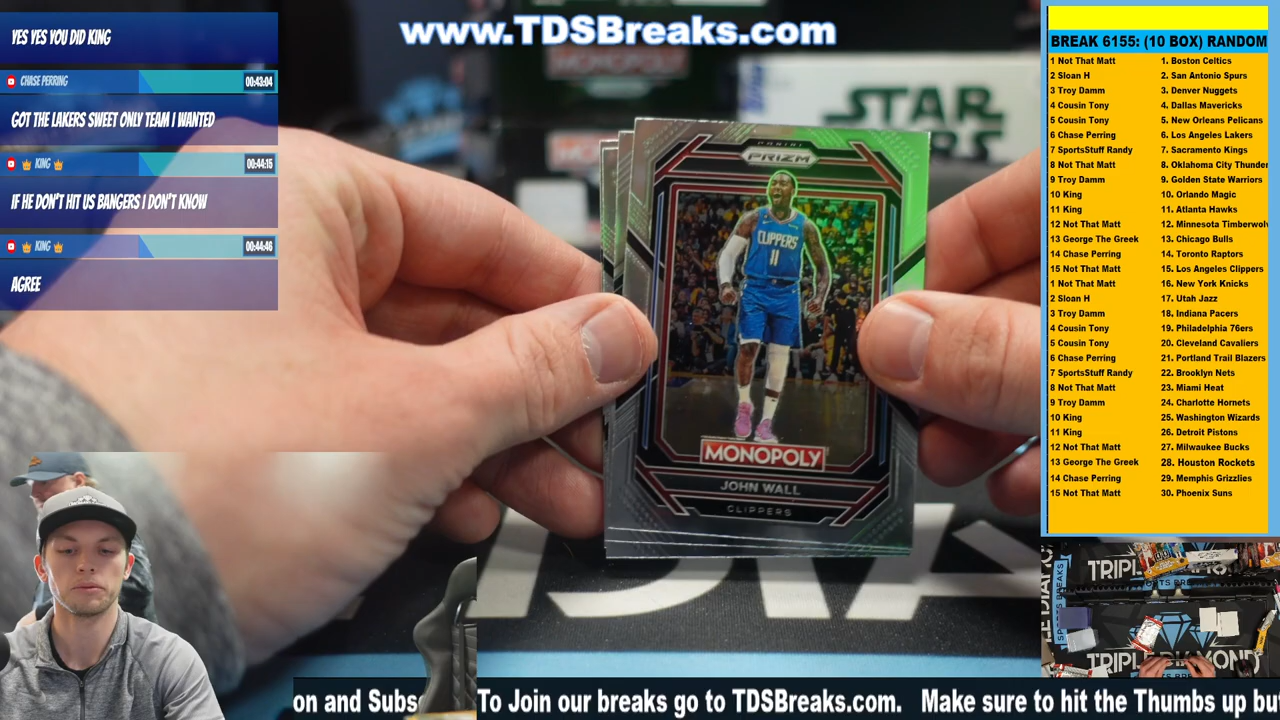 YES YES YOU DID KING
CHASE PERRING 00:43:04
GOT THE LAKERS SWEET ONLY TEAM I WANTED
KING 00:44:15
IF HE DON'T HIT US BANGERS I DON'T KNOW
KING 00:44:46
AGREE
www.TDSBreaks.com
STAR
PANINI
PRIZM
CLIPPERS
11
MONOPOLY
JOHN WALL
CLIPPERS
BREAK 6155: (10 BOX) RANDOM
1 Not That Matt 1. Boston Celtics
2 Sloan H 2. San Antonio Spurs
3 Troy Damm 3. Denver Nuggets
4 Cousin Tony 4. Dallas Mavericks
5 Cousin Tony 5. New Orleans Pelicans
6 Chase Perring 6. Los Angeles Lakers
7 SportsStuff Randy 7. Sacramento Kings
8 Not That Matt 8. Oklahoma City Thunder
9 Troy Damm 9. Golden State Warriors
10 King 10. Orlando Magic
11 King 11. Atlanta Hawks
12 Not That Matt 12. Minnesota Timberwolv
13 George The Greek 13. Chicago Bulls
14 Chase Perring 14. Toronto Raptors
15 Not That Matt 15. Los Angeles Clippers
1 Not That Matt 16. New York Knicks
2 Sloan H 17. Utah Jazz
3 Troy Damm 18. Indiana Pacers
4 Cousin Tony 19. Philadelphia 76ers
5 Cousin Tony 20. Cleveland Cavaliers
6 Chase Perring 21. Portland Trail Blazers
7 SportsStuff Randy 22. Brooklyn Nets
8 Not That Matt 23. Miami Heat
9 Troy Damm 24. Charlotte Hornets
10 King 25. Washington Wizards
11 King 26. Detroit Pistons
12 Not That Matt 27. Milwaukee Bucks
13 George The Greek 28. Houston Rockets
14 Chase Perring 29. Memphis Grizzlies
15 Not That Matt 30. Phoenix Suns
TRIPL
TRIPLE DIAMOND
on and Subs To Join our breaks go to TDSBreaks.com. Make sure to hit the Thumbs up bu